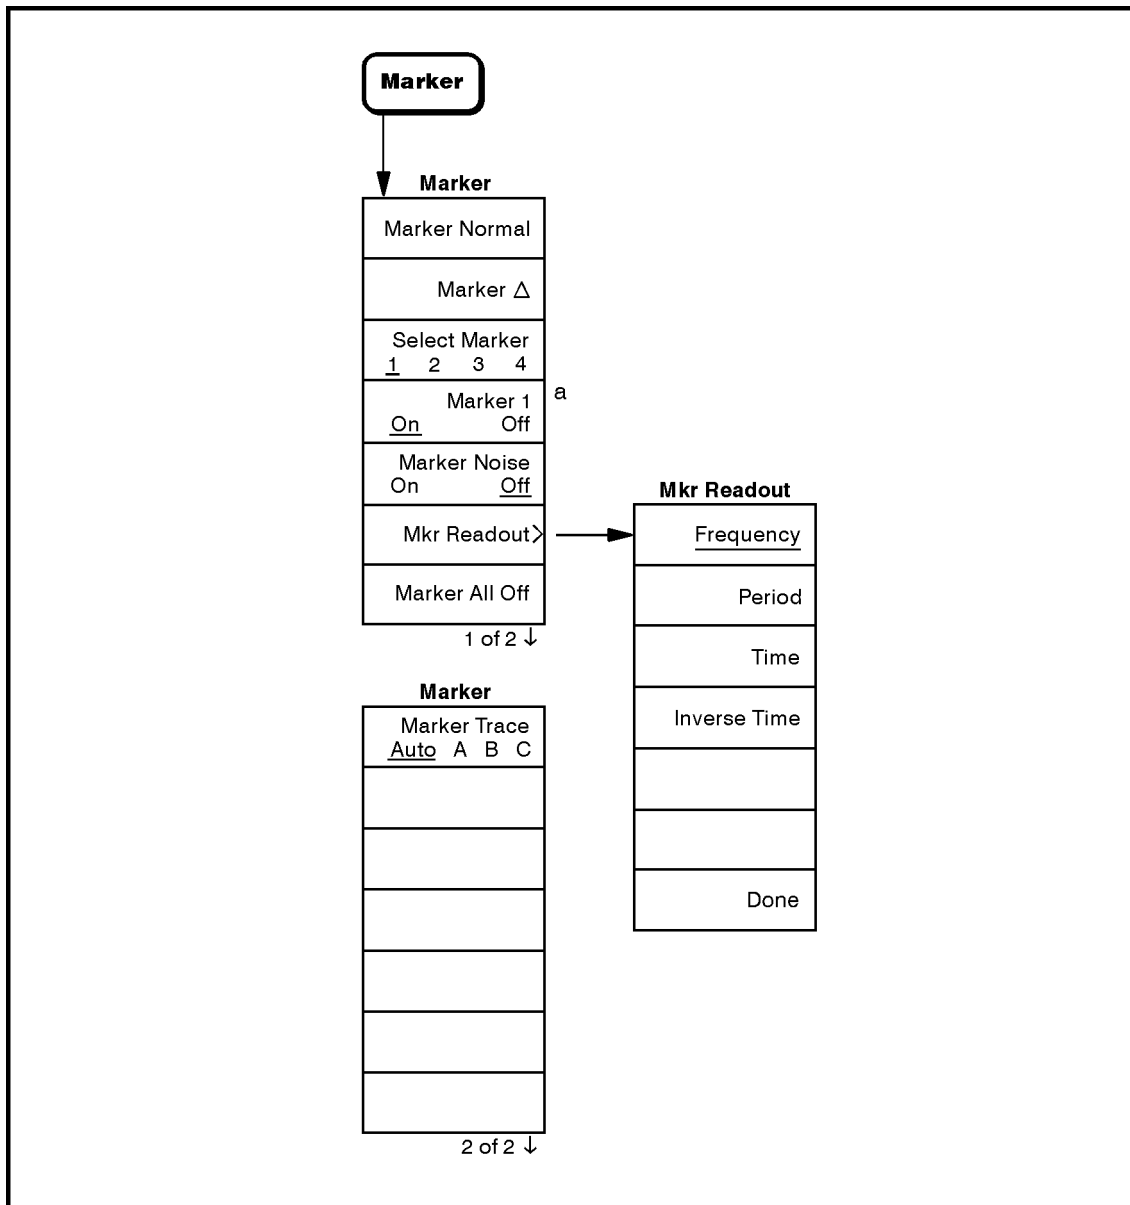 Marker
Marker
Marker Normal
Marker Δ
Select Marker
1 2 3 4
Marker 1
On Off
a
Marker Noise
On Off
Mkr Readout>
Marker All Off
1 of 2 ↓
Mkr Readout
Frequency
Period
Time
Inverse Time
Done
Marker
Marker Trace
Auto A B C
2 of 2 ↓